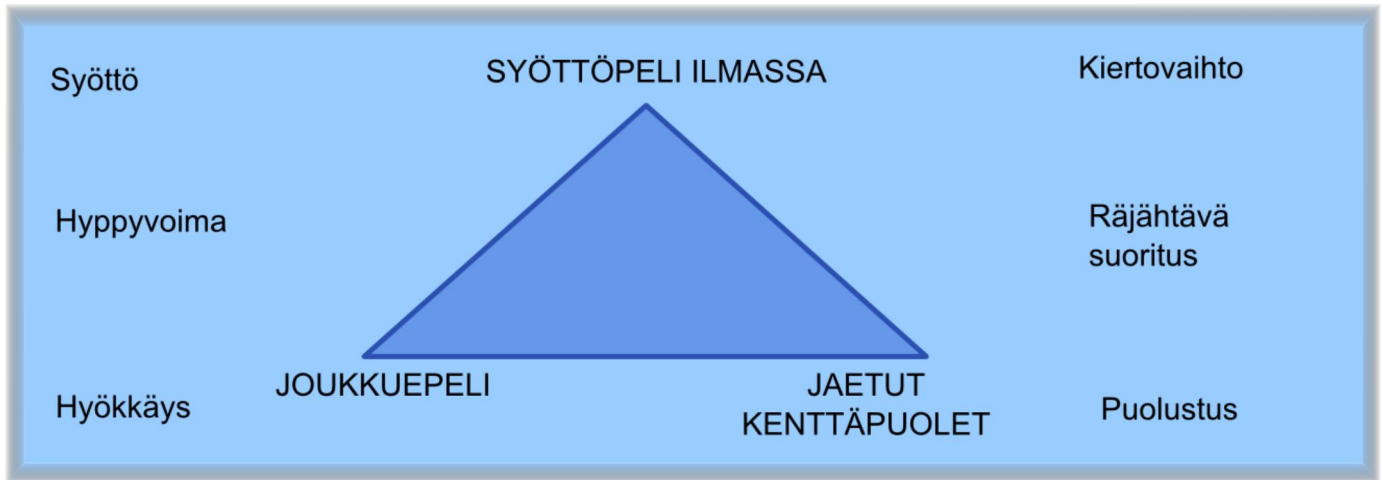 Syöttö
SYÖTTÖPELI ILMASSA
Kiertovaihto
Hyppyvoima
Räjähtävä
suoritus
JOUKKUEPELI
JAETUT
KENTTÄPUOLET
Hyökkäys
Puolustus